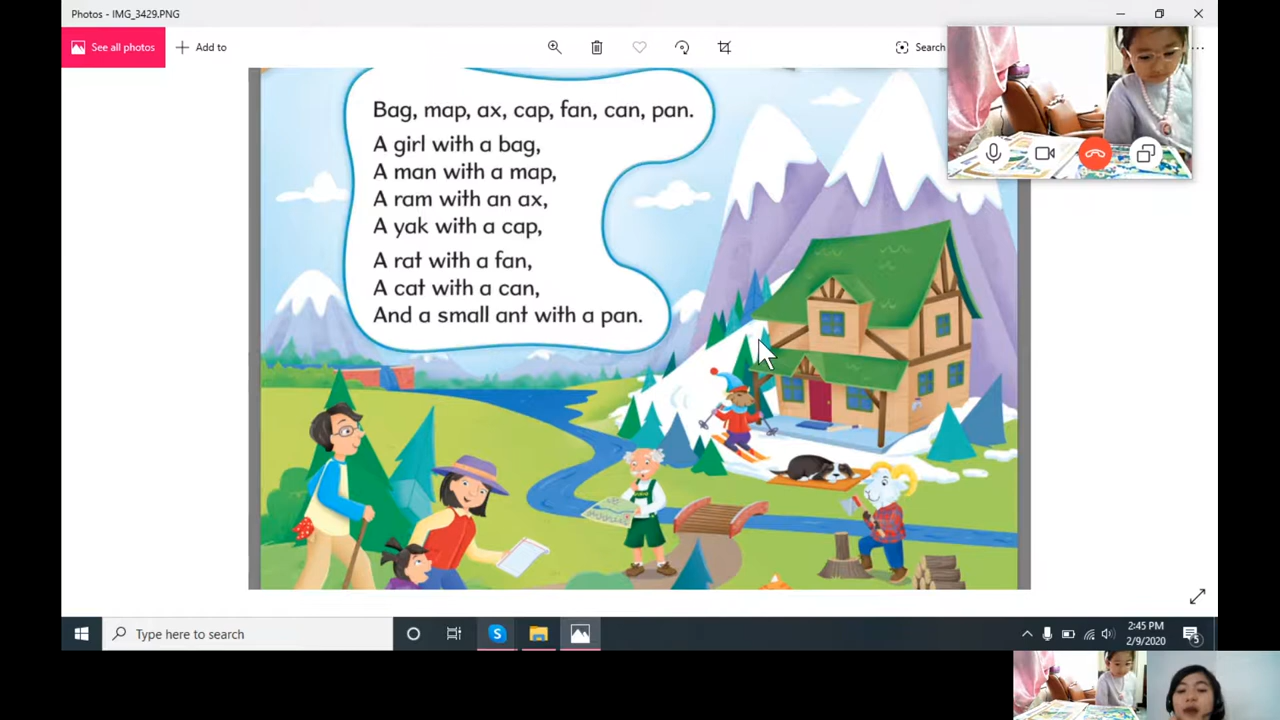 Photos - IMG_3429.PNG
See all photos
Add to
Search
Bag, map, ax, cap, fan, can, pan.
A girl with a bag,
A man with a map,
A ram with an ax,
A yak with a cap,
A rat with a fan,
A cat with a can,
And a small ant with a pan.
Type here to search
2:45 PM
2/9/2020
5